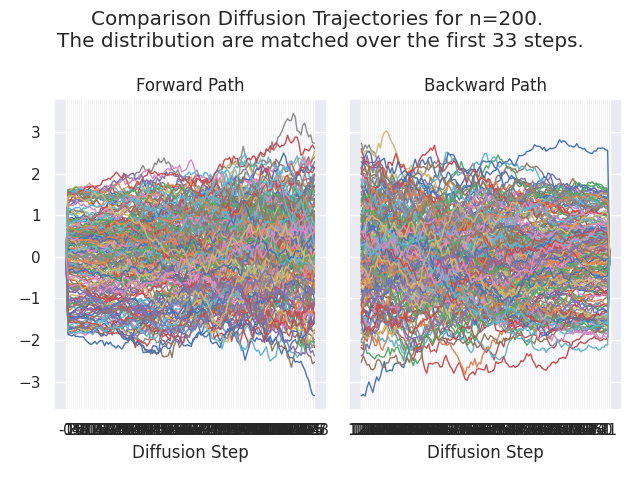 Comparison Diffusion Trajectories for n=200.
The distribution are matched over the first 33 steps.
Forward Path
Backward Path
3
2
1
0
−1
−2
−3
Diffusion Step
Diffusion Step